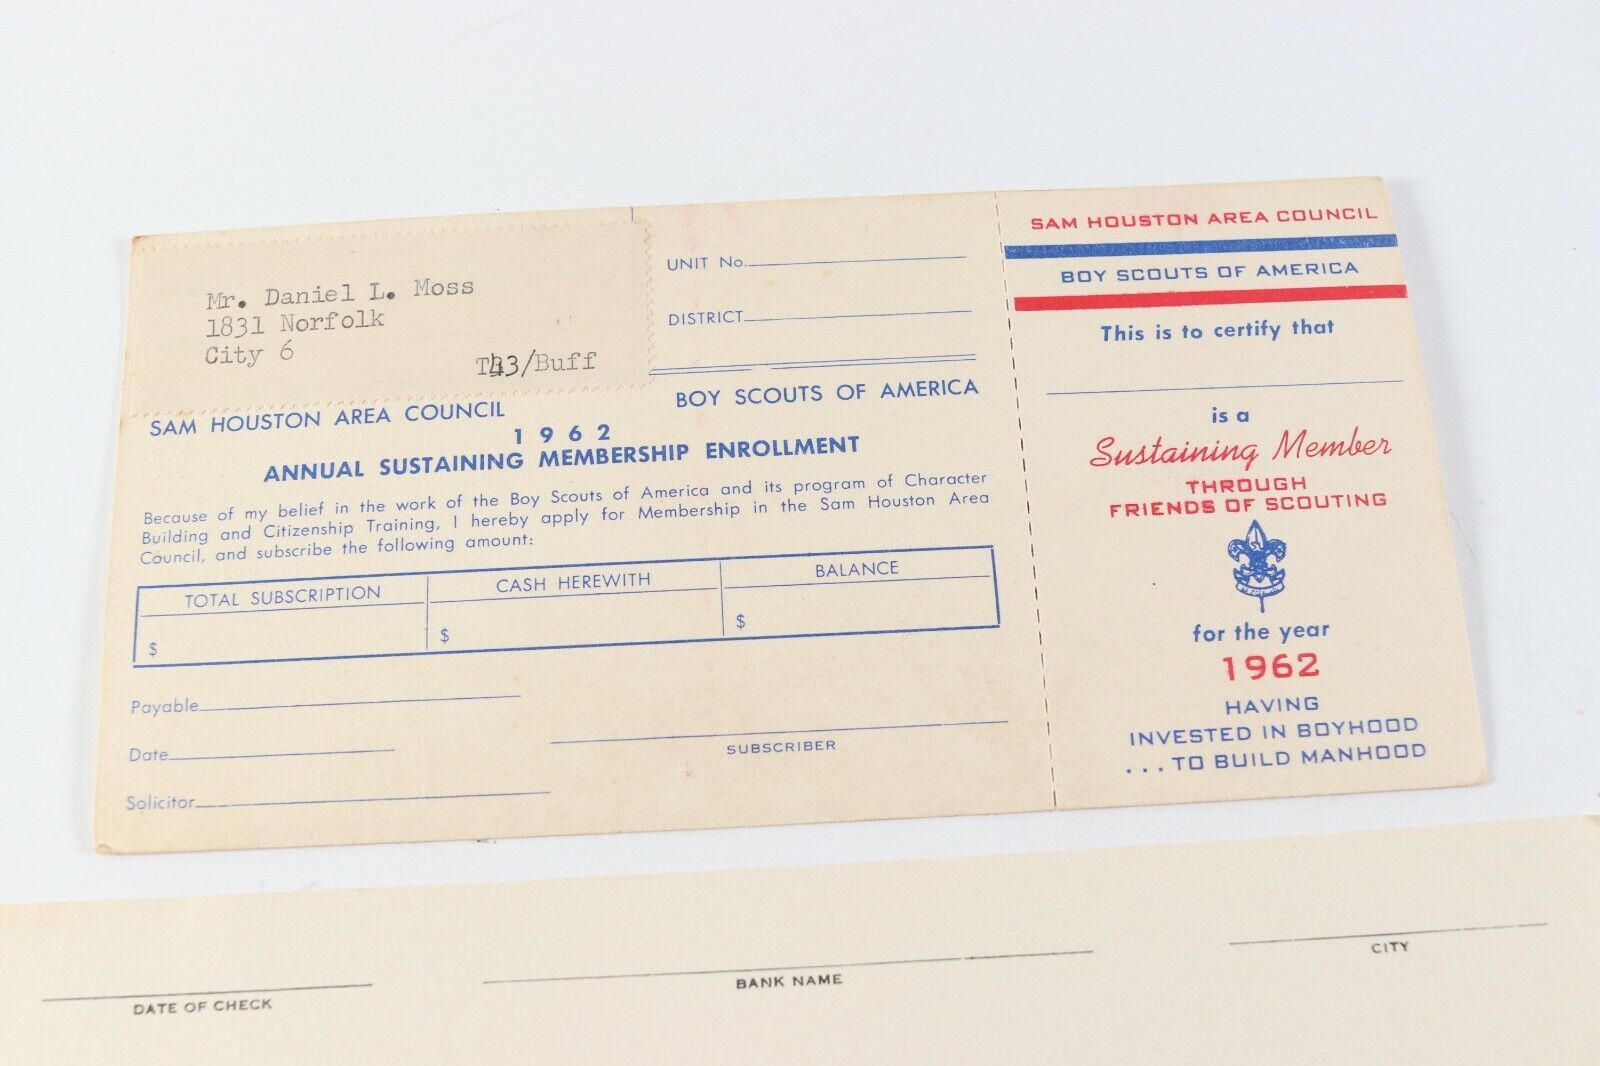 Mr. Daniel L. Moss
1831 Norfolk
City 6
T43/Buff
UNIT No.
DISTRICT
SAM HOUSTON AREA COUNCIL
BOY SCOUTS OF AMERICA
1962
ANNUAL SUSTAINING MEMBERSHIP ENROLLMENT
Because of my belief in the work of the Boy Scouts of America and its program of Character
Building and Citizenship Training, I hereby apply for Membership in the Sam Houston Area
Council, and subscribe the following amount:
TOTAL SUBSCRIPTION
CASH HEREWITH
BALANCE
$
$
$
Payable
Date
SUBSCRIBER
Solicitor
SAM HOUSTON AREA COUNCIL
BOY SCOUTS OF AMERICA
This is to certify that
is a
Sustaining Member
THROUGH
FRIENDS OF SCOUTING
for the year
1962
HAVING
INVESTED IN BOYHOOD
...TO BUILD MANHOOD
DATE OF CHECK
BANK NAME
CITY